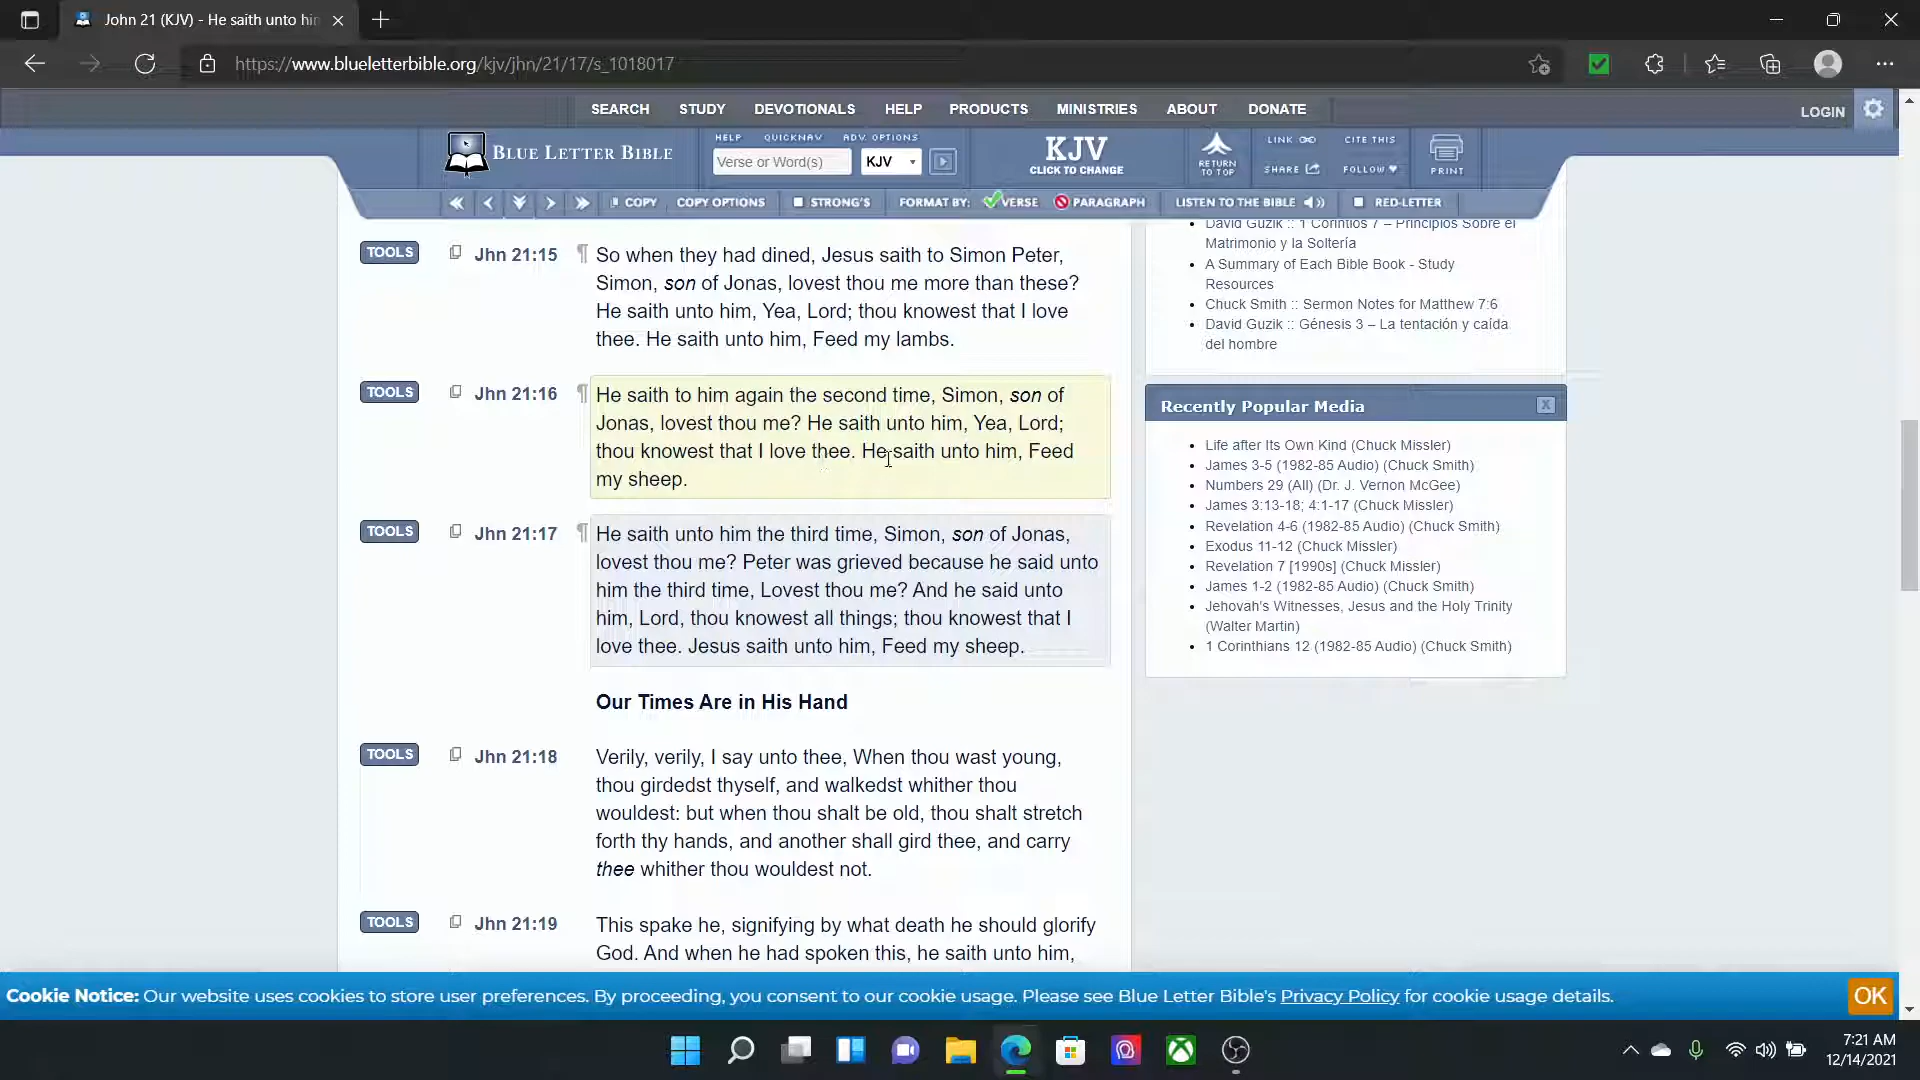 John 21 (KJV) - He saith unto hin
https://www.blueletterbible.org/kjv/jhn/21/17/s_1018017
SEARCH STUDY DEVOTIONALS HELP PRODUCTS MINISTRIES ABOUT DONATE
LOGIN
BLUE LETTER BIBLE
HELP QUICKNAV ADV. OPTIONS
Verse or Word(s) KJV
KJV
CLICK TO CHANGE
RETURN
TO TOP
LINK CITE THIS
SHARE FOLLOW
PRINT
COPY COPY OPTIONS STRONG'S FORMAT BY: VERSE PARAGRAPH LISTEN TO THE BIBLE RED-LETTER
TOOLS Jhn 21:15 ¶ So when they had dined, Jesus saith to Simon Peter,
Simon, son of Jonas, lovest thou me more than these?
He saith unto him, Yea, Lord; thou knowest that I love
thee. He saith unto him, Feed my lambs.
TOOLS Jhn 21:16 ¶ He saith to him again the second time, Simon, son of
Jonas, lovest thou me? He saith unto him, Yea, Lord;
thou knowest that I love thee. He saith unto him, Feed
my sheep.
TOOLS Jhn 21:17 ¶ He saith unto him the third time, Simon, son of Jonas,
lovest thou me? Peter was grieved because he said unto
him the third time, Lovest thou me? And he said unto
him, Lord, thou knowest all things; thou knowest that I
love thee. Jesus saith unto him, Feed my sheep.
Our Times Are in His Hand
TOOLS Jhn 21:18 Verily, verily, I say unto thee, When thou wast young,
thou girdedst thyself, and walkedst whither thou
wouldest: but when thou shalt be old, thou shalt stretch
forth thy hands, and another shall gird thee, and carry
thee whither thou wouldest not.
TOOLS Jhn 21:19 This spake he, signifying by what death he should glorify
God. And when he had spoken this, he saith unto him,
David Guzik :: 1 Corintios 7 – Principios Sobre el
Matrimonio y la Soltería
A Summary of Each Bible Book - Study
Resources
Chuck Smith :: Sermon Notes for Matthew 7:6
David Guzik :: Génesis 3 – La tentación y caída
del hombre
Recently Popular Media X
Life after Its Own Kind (Chuck Missler)
James 3-5 (1982-85 Audio) (Chuck Smith)
Numbers 29 (All) (Dr. J. Vernon McGee)
James 3:13-18; 4:1-17 (Chuck Missler)
Revelation 4-6 (1982-85 Audio) (Chuck Smith)
Exodus 11-12 (Chuck Missler)
Revelation 7 [1990s] (Chuck Missler)
James 1-2 (1982-85 Audio) (Chuck Smith)
Jehovah's Witnesses, Jesus and the Holy Trinity
(Walter Martin)
1 Corinthians 12 (1982-85 Audio) (Chuck Smith)
Cookie Notice: Our website uses cookies to store user preferences. By proceeding, you consent to our cookie usage. Please see Blue Letter Bible's Privacy Policy for cookie usage details. OK
7:21 AM
12/14/2021